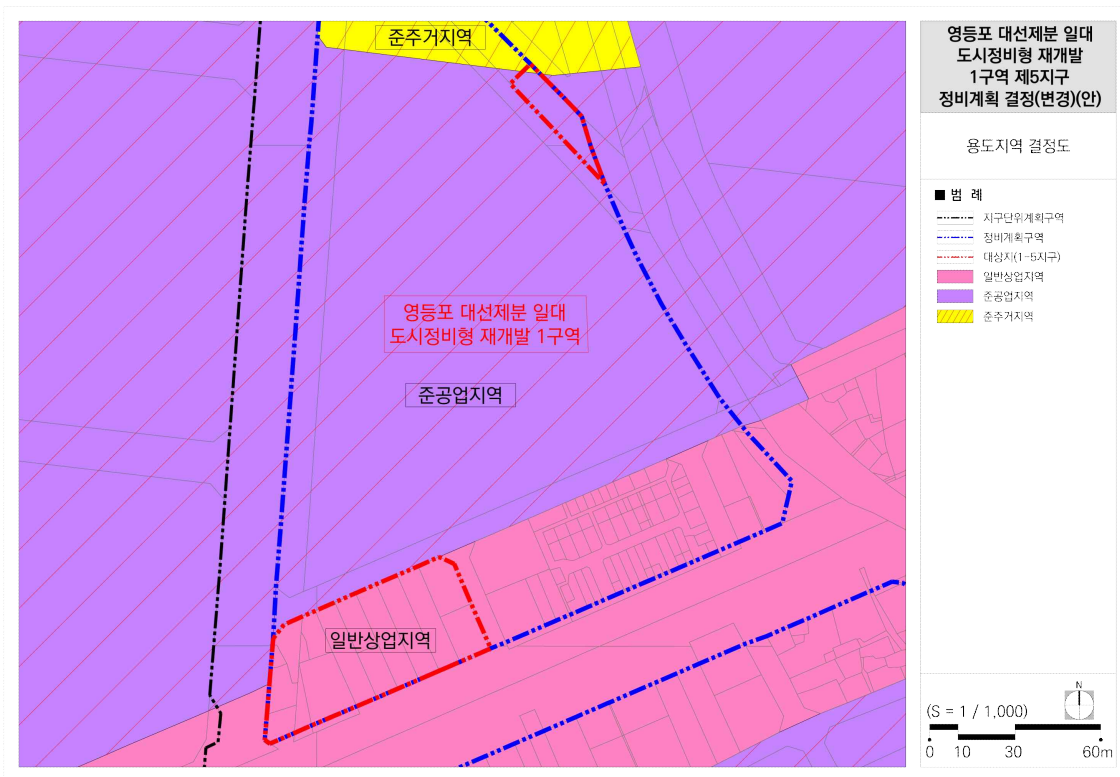 준주거지역
영등포 대선제분 일대
도시정비형 재개발 1구역
준공업지역
일반상업지역
영등포 대선제분 일대
도시정비형 재개발
1구역 제5지구
정비계획 결정(변경)(안)
용도지역 결정도
■ 범 례
지구단위계획구역
정비계획구역
대상지(1-5지구)
일반상업지역
준공업지역
준주거지역
N
(S = 1 / 1,000)
0 10 30 60m